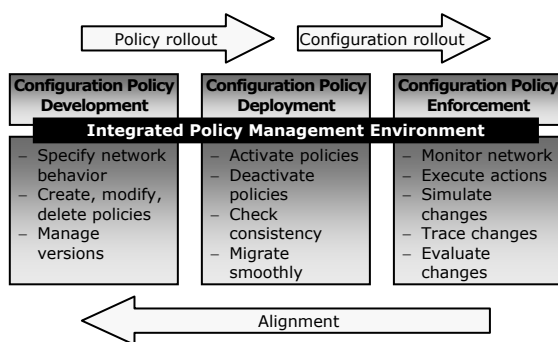 Policy rollout
Configuration rollout
Configuration Policy
Development
Configuration Policy
Deployment
Configuration Policy
Enforcement
Integrated Policy Management Environment
– Specify network
behavior
– Create, modify,
delete policies
– Manage
versions
– Activate policies
– Deactivate
policies
– Check
consistency
– Migrate
smoothly
– Monitor network
– Execute actions
– Simulate
changes
– Trace changes
– Evaluate
changes
Alignment